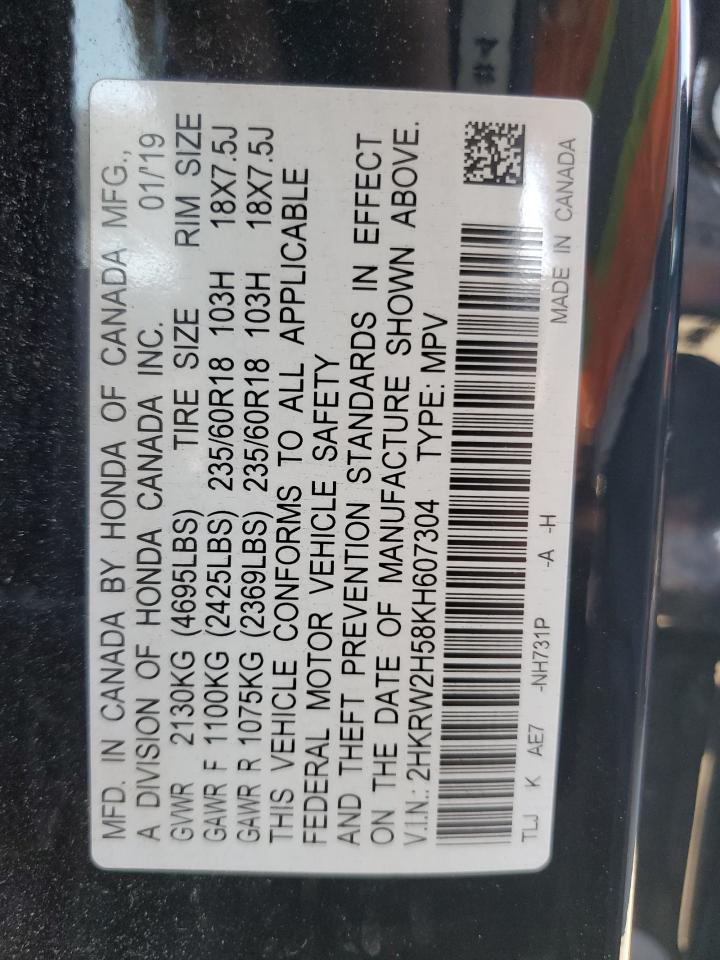 MFD. IN CANADA BY HONDA OF CANADA MFG.,
A DIVISION OF HONDA CANADA INC. 01/'19
GVWR 2130KG (4695LBS) TIRE SIZE RIM SIZE
GAWR F 1100KG (2425LBS) 235/60R18 103H 18X7.5J
GAWR R 1075KG (2369LBS) 235/60R18 103H 18X7.5J
THIS VEHICLE CONFORMS TO ALL APPLICABLE
FEDERAL MOTOR VEHICLE SAFETY
AND THEFT PREVENTION STANDARDS IN EFFECT
ON THE DATE OF MANUFACTURE SHOWN ABOVE.
V.I.N.: 2HKRW2H58KH607304 TYPE: MPV
TLJ K AE7 -NH731P -A -H
MADE IN CANADA